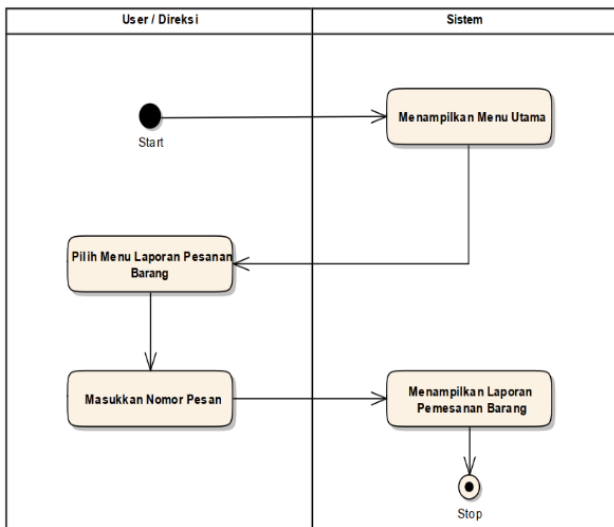 User / Direksi
Sistem
Start
Menampilkan Menu Utama
Pilih Menu Laporan Pesanan
Barang
Masukkan Nomor Pesan
Menampilkan Laporan
Pemesanan Barang
Stop